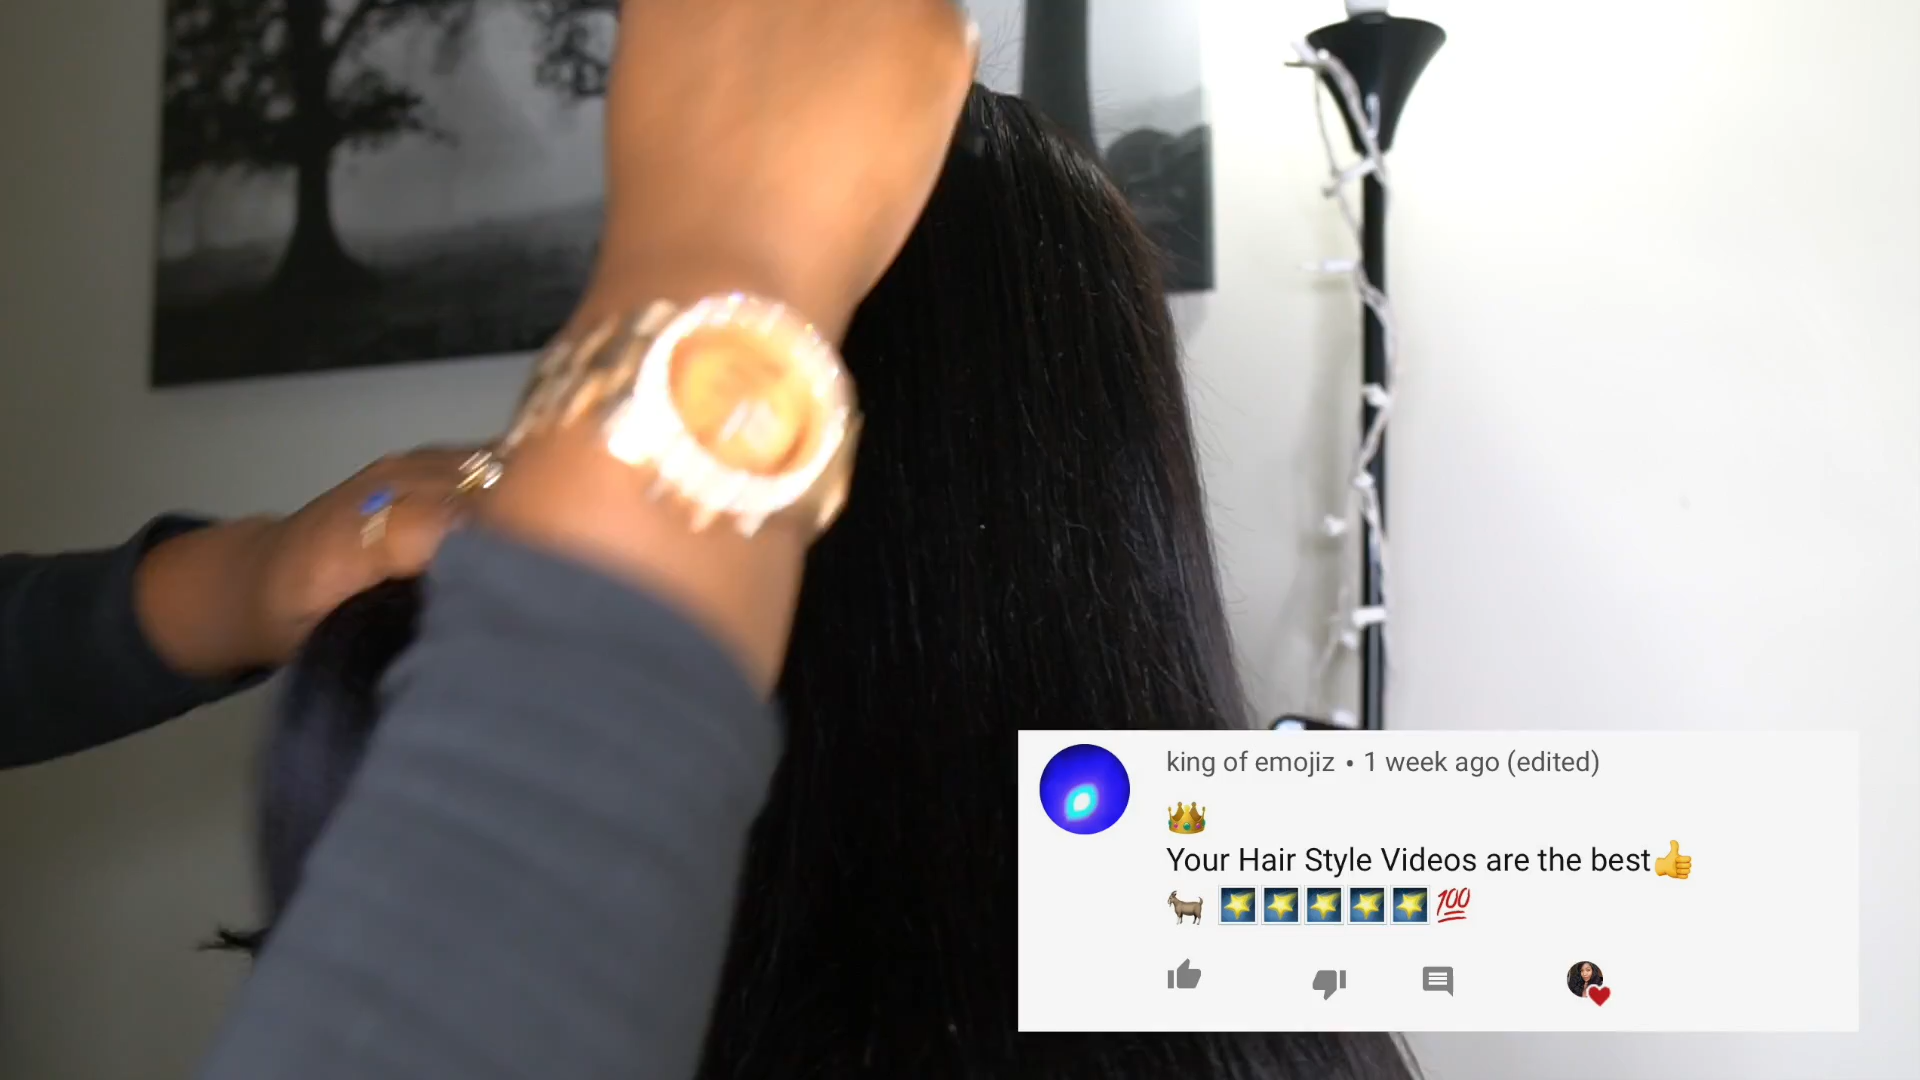 king of emojiz • 1 week ago (edited)
👑
Your Hair Style Videos are the best👍
🐐 🌠🌠🌠🌠🌠💯